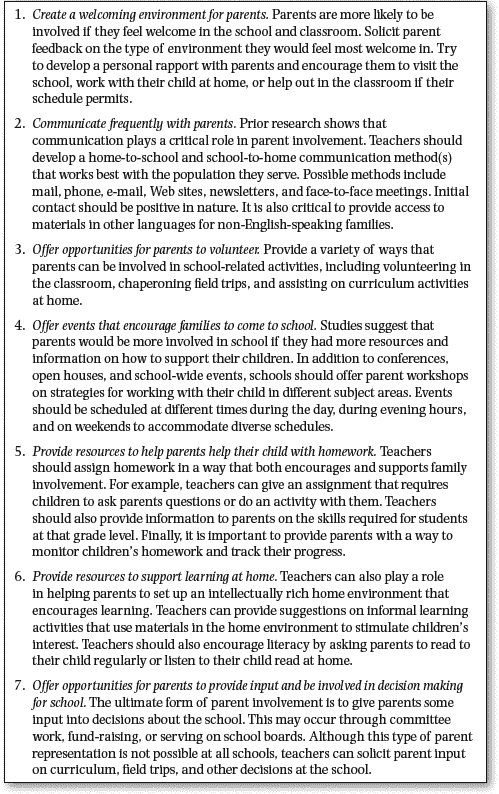 1. Create a welcoming environment for parents. Parents are more likely to be
involved if they feel welcome in the school and classroom. Solicit parent
feedback on the type of environment they would feel most welcome in. Try
to develop a personal rapport with parents and encourage them to visit the
school, work with their child at home, or help out in the classroom if their
schedule permits.
2. Communicate frequently with parents. Prior research shows that
communication plays a critical role in parent involvement. Teachers should
develop a home-to-school and school-to-home communication method(s)
that works best with the population they serve. Possible methods include
mail, phone, e-mail, Web sites, newsletters, and face-to-face meetings. Initial
contact should be positive in nature. It is also critical to provide access to
materials in other languages for non-English-speaking families.
3. Offer opportunities for parents to volunteer. Provide a variety of ways that
parents can be involved in school-related activities, including volunteering in
the classroom, chaperoning field trips, and assisting on curriculum activities
at home.
4. Offer events that encourage families to come to school. Studies suggest that
parents would be more involved in school if they had more resources and
information on how to support their children. In addition to conferences,
open houses, and school-wide events, schools should offer parent workshops
on strategies for working with their child in different subject areas. Events
should be scheduled at different times during the day, during evening hours,
and on weekends to accommodate diverse schedules.
5. Provide resources to help parents help their child with homework. Teachers
should assign homework in a way that both encourages and supports family
involvement. For example, teachers can give an assignment that requires
children to ask parents questions or do an activity with them. Teachers
should also provide information to parents on the skills required for students
at that grade level. Finally, it is important to provide parents with a way to
monitor children's homework and track their progress.
6. Provide resources to support learning at home. Teachers can also play a role
in helping parents to set up an intellectually rich home environment that
encourages learning. Teachers can provide suggestions on informal learning
activities that use materials in the home environment to stimulate children's
interest. Teachers should also encourage literacy by asking parents to read to
their child regularly or listen to their child read at home.
7. Offer opportunities for parents to provide input and be involved in decision making
for school. The ultimate form of parent involvement is to give parents some
input into decisions about the school. This may occur through committee
work, fund-raising, or serving on school boards. Although this type of parent
representation is not possible at all schools, teachers can solicit parent input
on curriculum, field trips, and other decisions at the school.